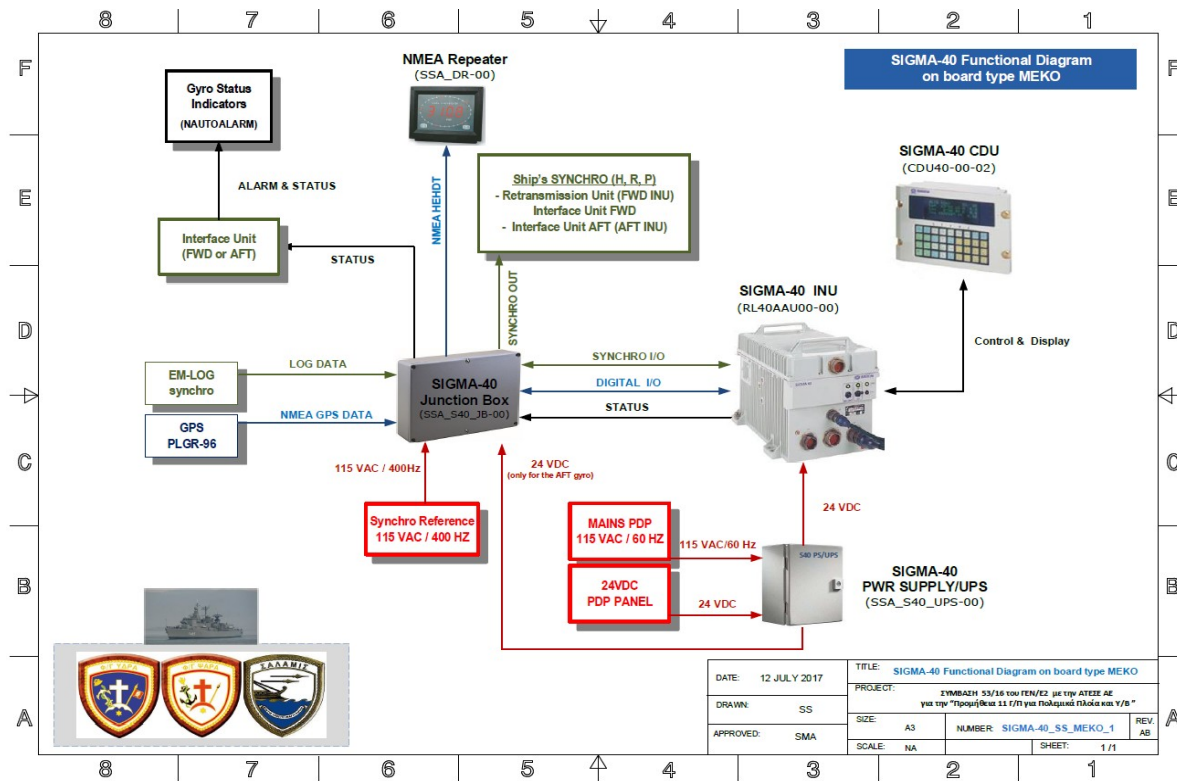 8 7 6 5 4 3 2 1
F
E
D
C
B
A
F
E
D
C
B
A
SIGMA-40 Functional Diagram
on board type MEKO
NMEA Repeater
(SSA_DR-00)
Gyro Status
Indicators
(NAUTOALARM)
ALARM & STATUS
Interface Unit
(FWD or AFT)
STATUS
NMEA HEHDT
Ship's SYNCHRO (H, R, P)
- Retransmission Unit (FWD INU)
Interface Unit FWD
- Interface Unit AFT (AFT INU)
SYNCHRO OUT
SIGMA-40 CDU
(CDU40-00-02)
SIGMA-40 INU
(RL40AAU00-00)
Control & Display
EM-LOG
synchro
LOG DATA
GPS
PLGR-96
NMEA GPS DATA
SIGMA-40
Junction Box
(SSA_S40_JB-00)
SYNCHRO I/O
DIGITAL I/O
STATUS
115 VAC / 400Hz
24 VDC
(only for the AFT gyro)
Synchro Reference
115 VAC / 400 HZ
MAINS PDP
115 VAC / 60 HZ
115 VAC/60 Hz
24VDC
PDP PANEL
24 VDC
24 VDC
S40 PS/UPS
SIGMA-40
PWR SUPPLY/UPS
(SSA_S40_UPS-00)
Φ/Γ ΨΑΡΑ
ΣΑΛΑΜΙΣ
DATE: 12 JULY 2017
DRAWN: SS
APPROVED: SMA
TITLE: SIGMA-40 Functional Diagram on board type MEKO
PROJECT: ΣΥΜΒΑΣΗ 53/16 του ΓΕΝ/Ε2 με την ΑΤΕΣΕ ΑΕ
για την "Προμήθεια 11 Γ/Π για Πολεμικά Πλοία και Υ/Β "
SIZE: A3 NUMBER: SIGMA-40_SS_MEKO_1 REV. AB
SCALE: NA SHEET: 1 /1
8 7 6 5 4 3 2 1